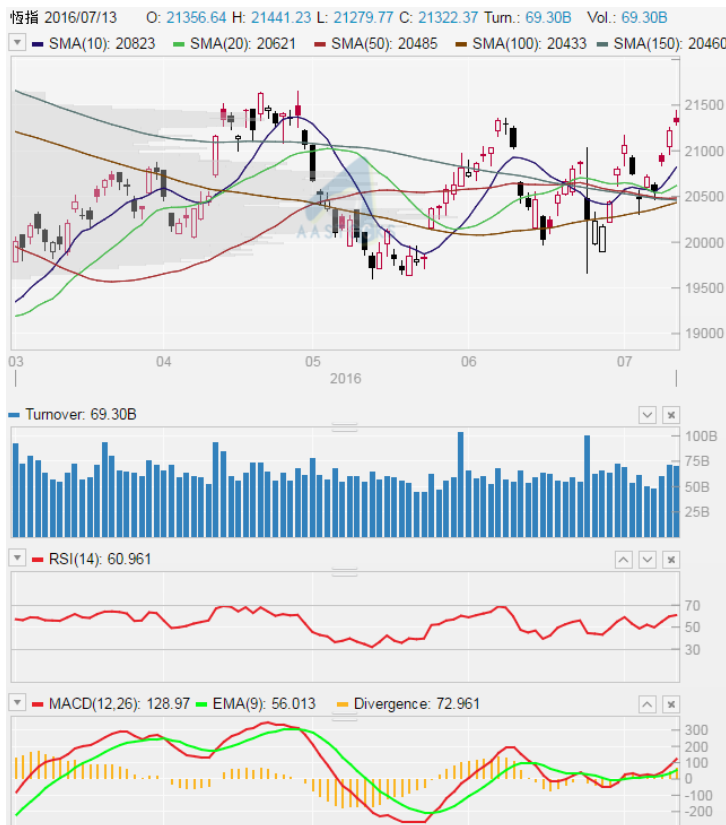 恆指 2016/07/13 O: 21356.64 H: 21441.23 L: 21279.77 C: 21322.37 Turn.: 69.30B Vol.: 69.30B
SMA(10): 20823 SMA(20): 20621 SMA(50): 20485 SMA(100): 20433 SMA(150): 20460
21500
21000
20500
20000
19000
AASTOCKS
03 04 05 06 07
2016
Turnover: 69.30B
100B
75B
50B
25B
RSI(14): 60.961
70
50
30
MACD(12,26): 128.97 EMA(9): 56.013 Divergence: 72.961
300
200
100
0
-200